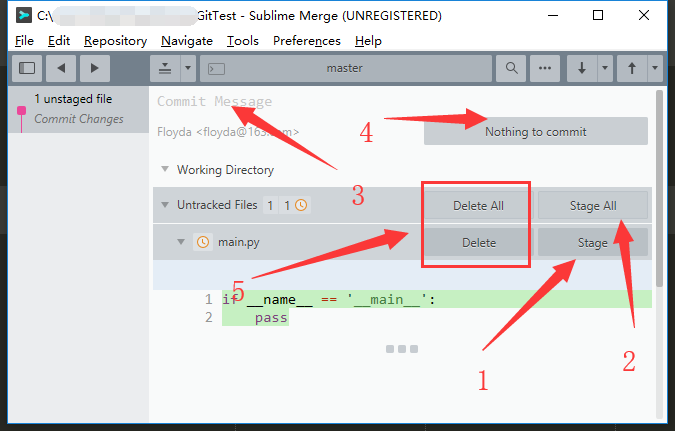 C:\ GitTest - Sublime Merge (UNREGISTERED)
File Edit Repository Navigate Tools Preferences Help
master
1 unstaged file
Commit Changes
Commit Message
Floyda <floyda@163.com>
Nothing to commit
4
Working Directory
3
Untracked Files 1 1
Delete All
Stage All
main.py
Delete
Stage
5
1 if __name__ == '__main__':
2 pass
1
2